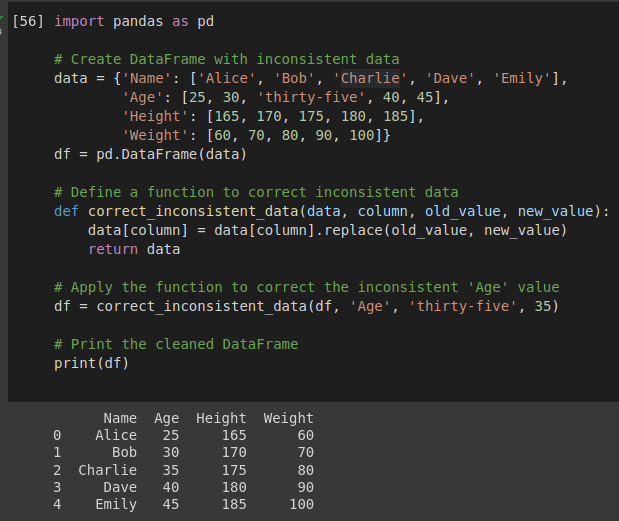 [56] import pandas as pd
# Create DataFrame with inconsistent data
data = {'Name': ['Alice', 'Bob', 'Charlie', 'Dave', 'Emily'],
        'Age': [25, 30, 'thirty-five', 40, 45],
        'Height': [165, 170, 175, 180, 185],
        'Weight': [60, 70, 80, 90, 100]}
df = pd.DataFrame(data)
# Define a function to correct inconsistent data
def correct_inconsistent_data(data, column, old_value, new_value):
    data[column] = data[column].replace(old_value, new_value)
    return data
# Apply the function to correct the inconsistent 'Age' value
df = correct_inconsistent_data(df, 'Age', 'thirty-five', 35)
# Print the cleaned DataFrame
print(df)
      Name  Age  Height  Weight
0    Alice   25     165      60
1      Bob   30     170      70
2  Charlie   35     175      80
3     Dave   40     180      90
4    Emily   45     185     100